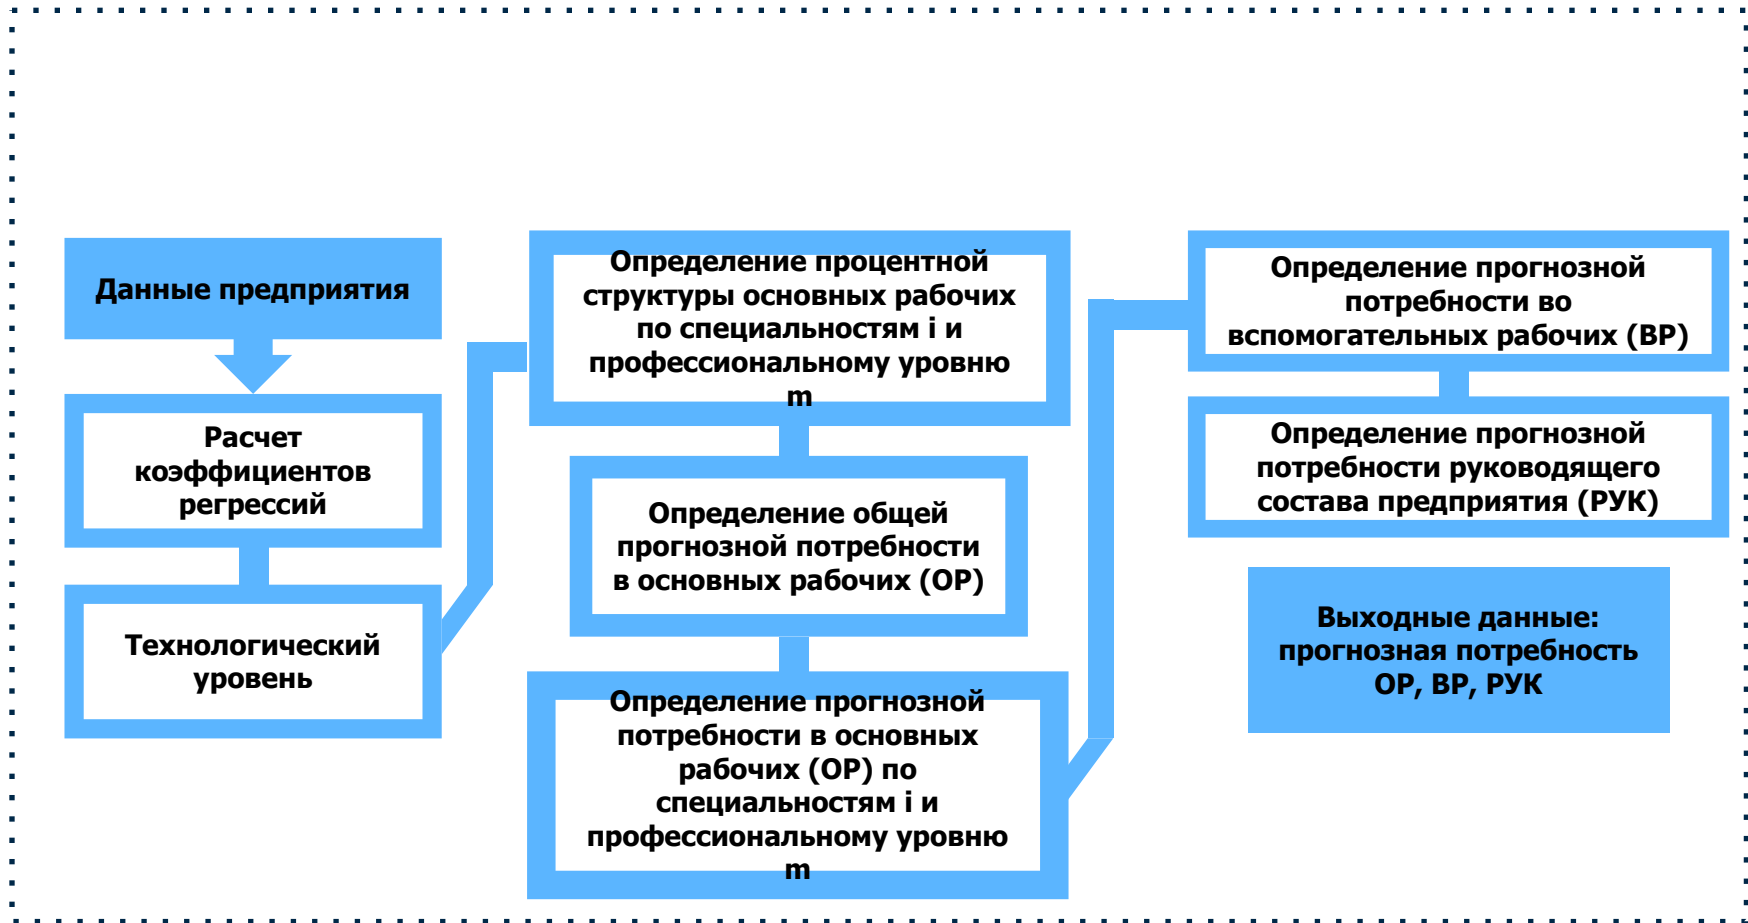 Данные предприятия
Расчет
коэффициентов
регрессий
Технологический
уровень
Определение процентной
структуры основных рабочих
по специальностям i и
профессиональному уровню
m
Определение общей
прогнозной потребности
в основных рабочих (ОР)
Определение прогнозной
потребности в основных
рабочих (ОР) по
специальностям i и
профессиональному уровню
m
Определение прогнозной
потребности во
вспомогательных рабочих (ВР)
Определение прогнозной
потребности руководящего
состава предприятия (РУК)
Выходные данные:
прогнозная потребность
ОР, ВР, РУК